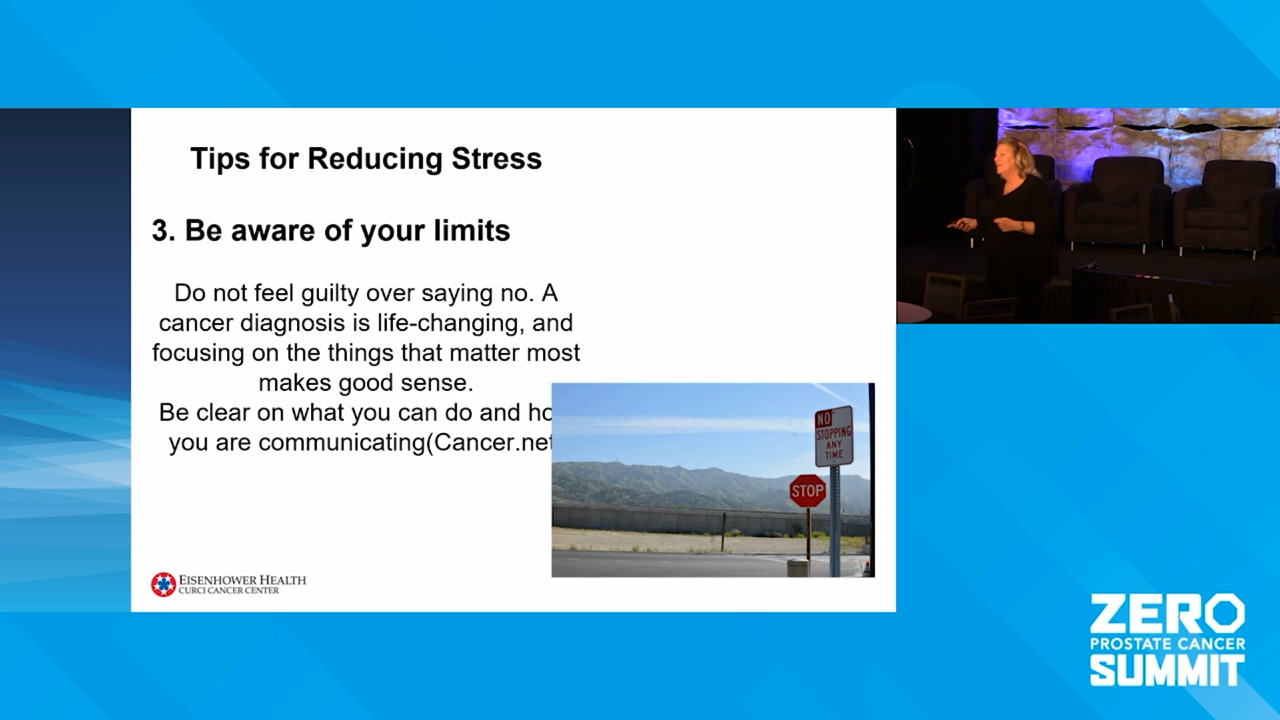 Tips for Reducing Stress
3. Be aware of your limits
Do not feel guilty over saying no. A
cancer diagnosis is life-changing, and
focusing on the things that matter most
makes good sense.
Be clear on what you can do and
you are communicating(Cancer.net
NO
STOPPING
ANY
TIME
STOP
EISENHOWER HEALTH
CURCI CANCER CENTER
ZERO
PROSTATE CANCER
SUMMIT